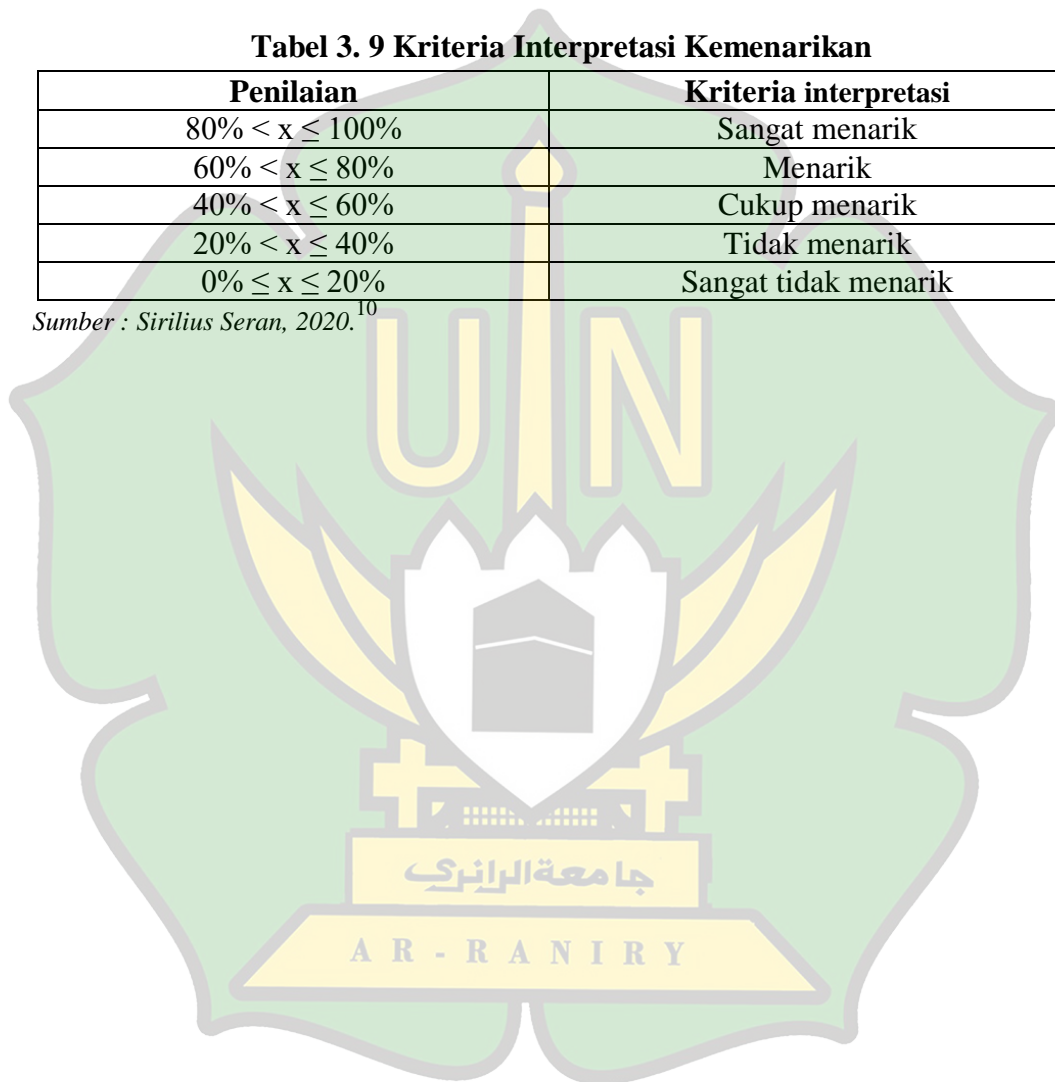 Tabel 3. 9 Kriteria Interpretasi Kemenarikan
Penilaian Kriteria interpretasi
80% < x ≤ 100% Sangat menarik
60% < x ≤ 80% Menarik
40% < x ≤ 60% Cukup menarik
20% < x ≤ 40% Tidak menarik
0% ≤ x ≤ 20% Sangat tidak menarik
Sumber : Sirilius Seran, 2020.10
UIN
جامعة الرانري
AR-RANIRY